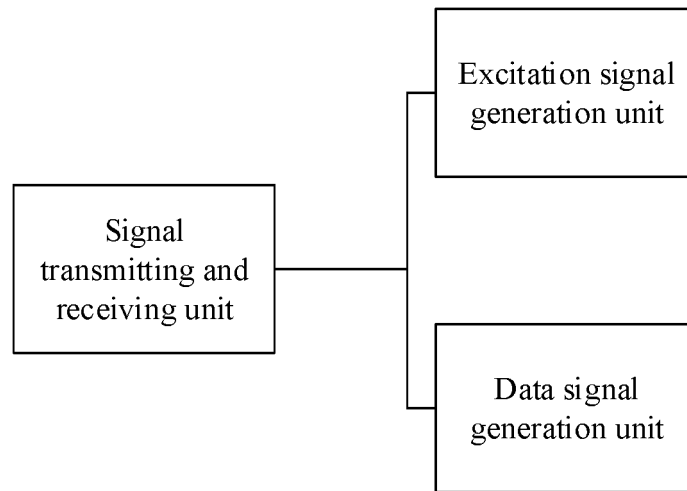 Excitation signal
generation unit
Signal
transmitting and
receiving unit
Data signal
generation unit